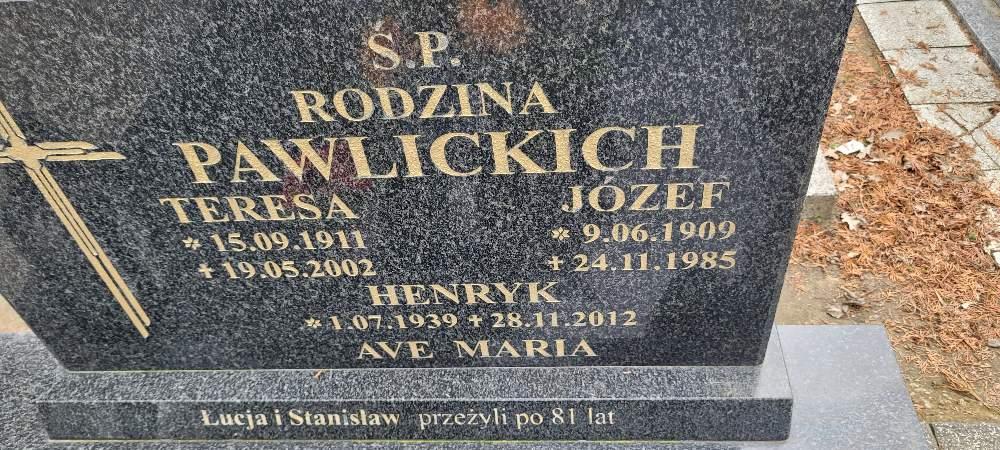 S.P.
RODZINA
PAWLICKICH
TERESA JÓZEF
* 15.09.1911 * 9.06.1909
+ 19.05.2002 + 24.11.1985
HENRYK
* 1.07.1939 + 28.11.2012
AVE MARIA
Łucja i Stanisław przeżyli po 81 lat